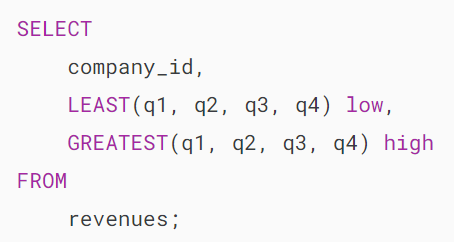 SELECT
    company_id,
    LEAST(q1, q2, q3, q4) low,
    GREATEST(q1, q2, q3, q4) high
FROM
    revenues;